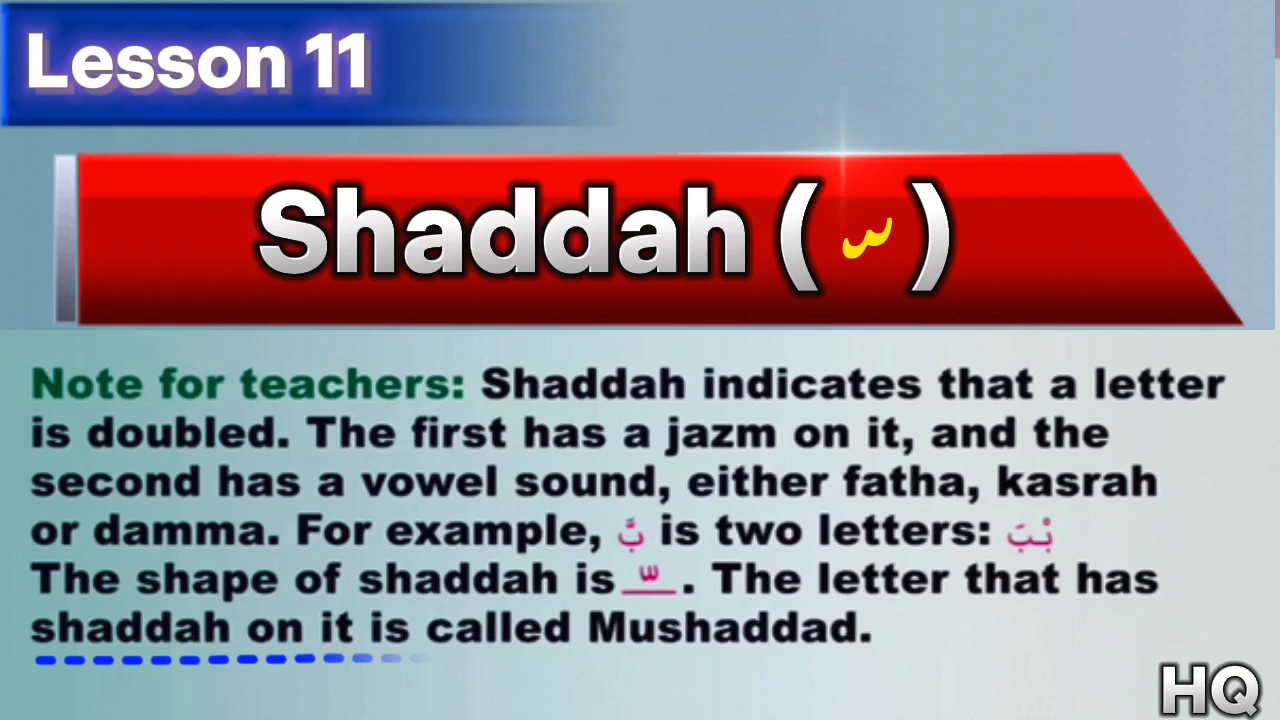 Lesson 11
Shaddah ( ّ )
Note for teachers: Shaddah indicates that a letter
is doubled. The first has a jazm on it, and the
second has a vowel sound, either fatha, kasrah
or damma. For example, بَّ is two letters: بْـبَ
The shape of shaddah is ـّـ. The letter that has
shaddah on it is called Mushaddad.
HQ